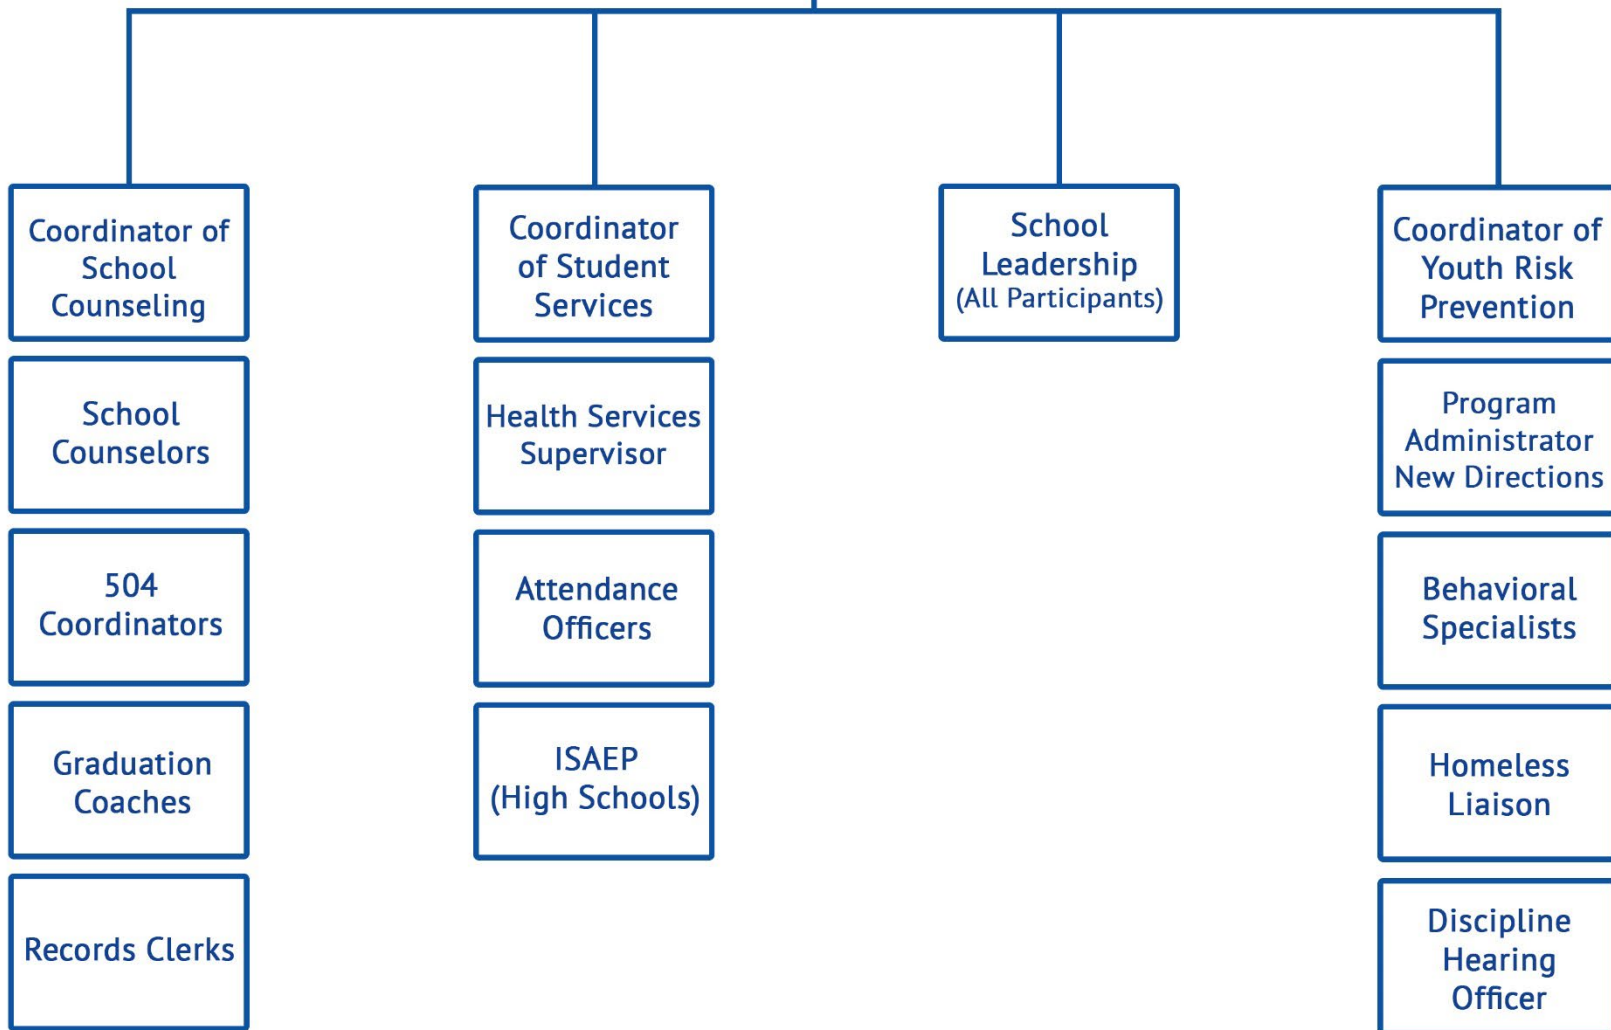 Coordinator of
School
Counseling
School
Counselors
504
Coordinators
Graduation
Coaches
Records Clerks
Coordinator
of Student
Services
Health Services
Supervisor
Attendance
Officers
ISAEP
(High Schools)
School
Leadership
(All Participants)
Coordinator of
Youth Risk
Prevention
Program
Administrator
New Directions
Behavioral
Specialists
Homeless
Liaison
Discipline
Hearing
Officer